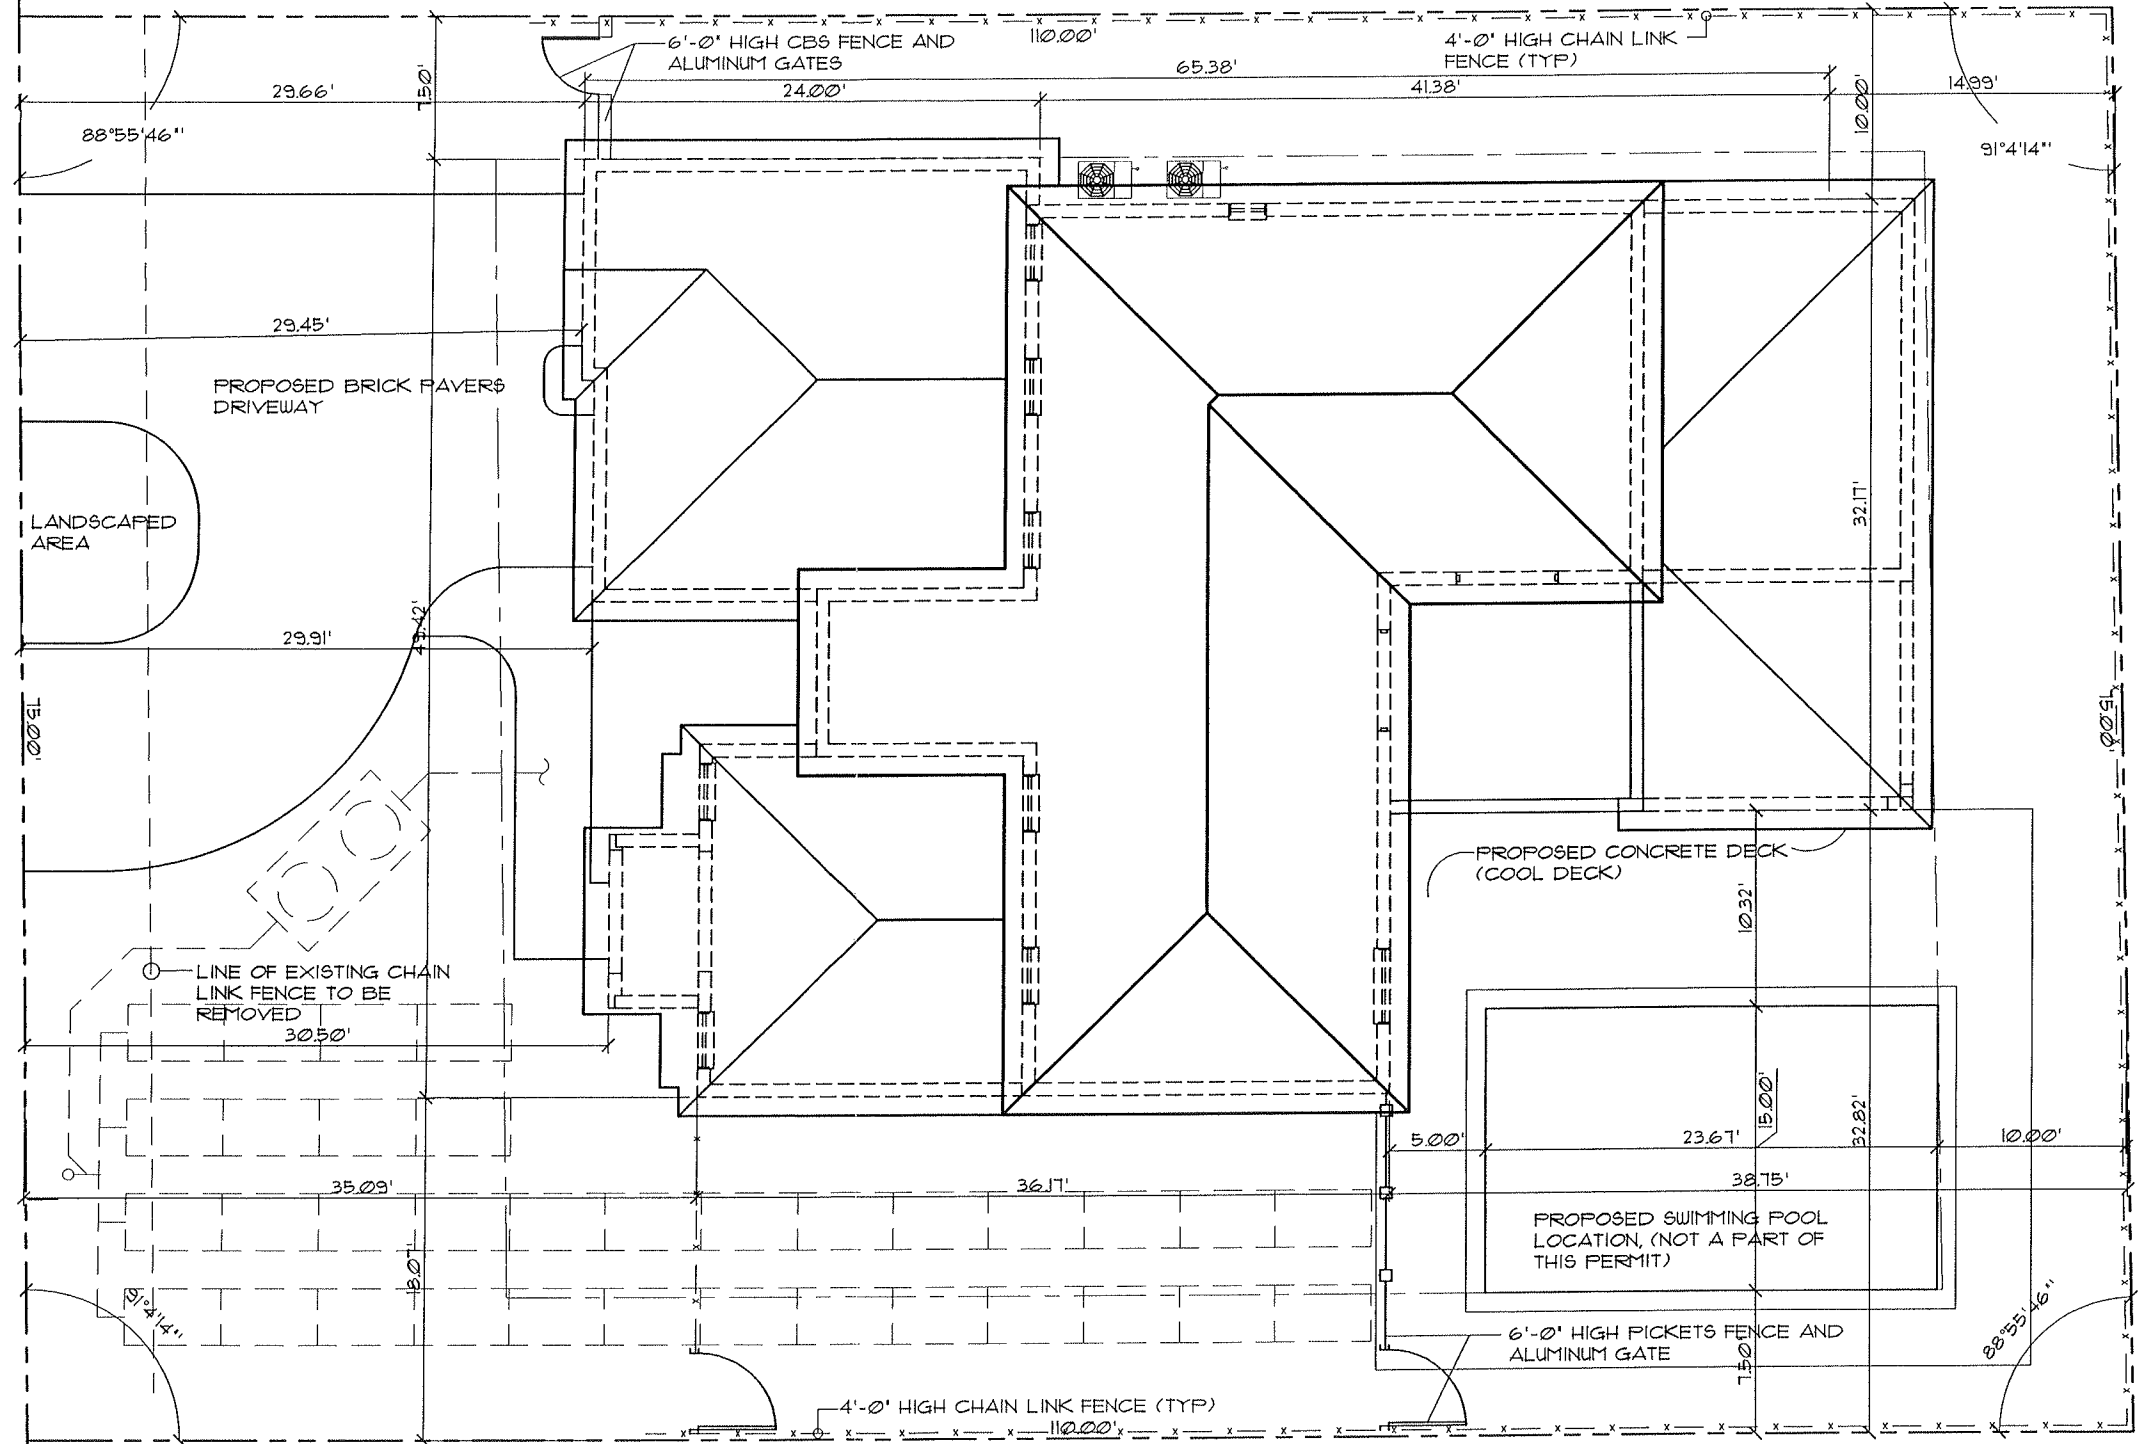 6'-0" HIGH CBS FENCE AND
ALUMINUM GATES
110.00'
4'-0" HIGH CHAIN LINK
FENCE (TYP)
65.38'
29.66'
24.00'
41.38'
14.99'
7.50'
10.00'
88°55'46"
91°4'14"
29.45'
PROPOSED BRICK PAVERS
DRIVEWAY
LANDSCAPED
AREA
32.17'
49.42'
29.91'
75.00'
75.00'
PROPOSED CONCRETE DECK
(COOL DECK)
10.32'
LINE OF EXISTING CHAIN
LINK FENCE TO BE
REMOVED
30.50'
15.00'
32.82'
5.00'
23.67'
10.00'
35.09'
36.17'
38.75'
PROPOSED SWIMMING POOL
LOCATION, (NOT A PART OF
THIS PERMIT)
18.07'
91°4'14"
6'-0" HIGH PICKETS FENCE AND
ALUMINUM GATE
7.50'
88°55'46"
4'-0" HIGH CHAIN LINK FENCE (TYP)
110.00'